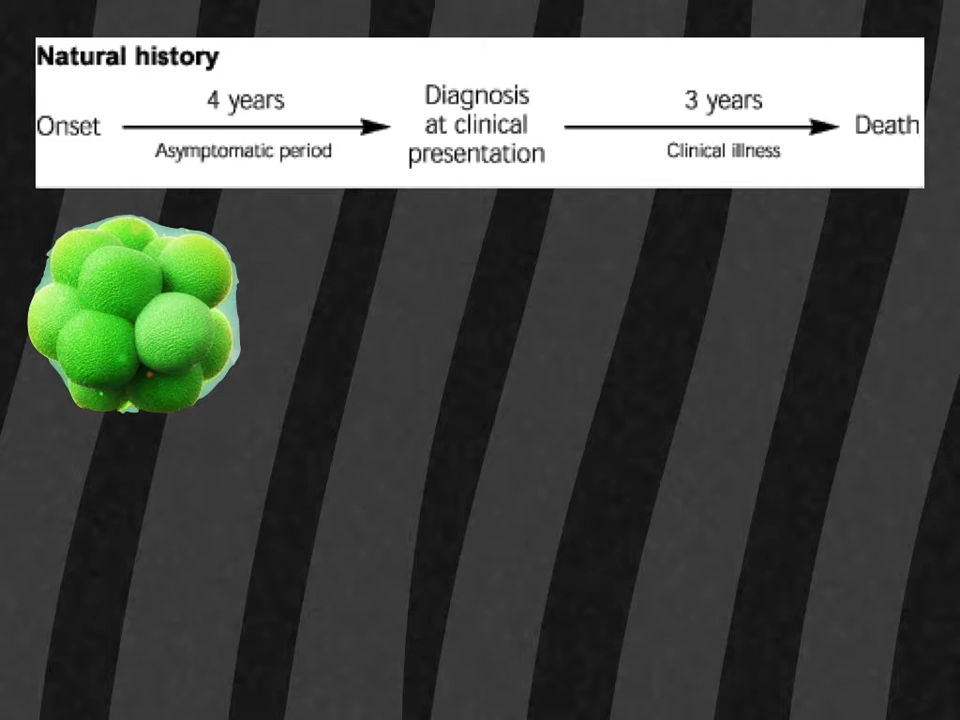 Natural history
Onset
4 years
Asymptomatic period
Diagnosis
at clinical
presentation
3 years
Clinical illness
Death